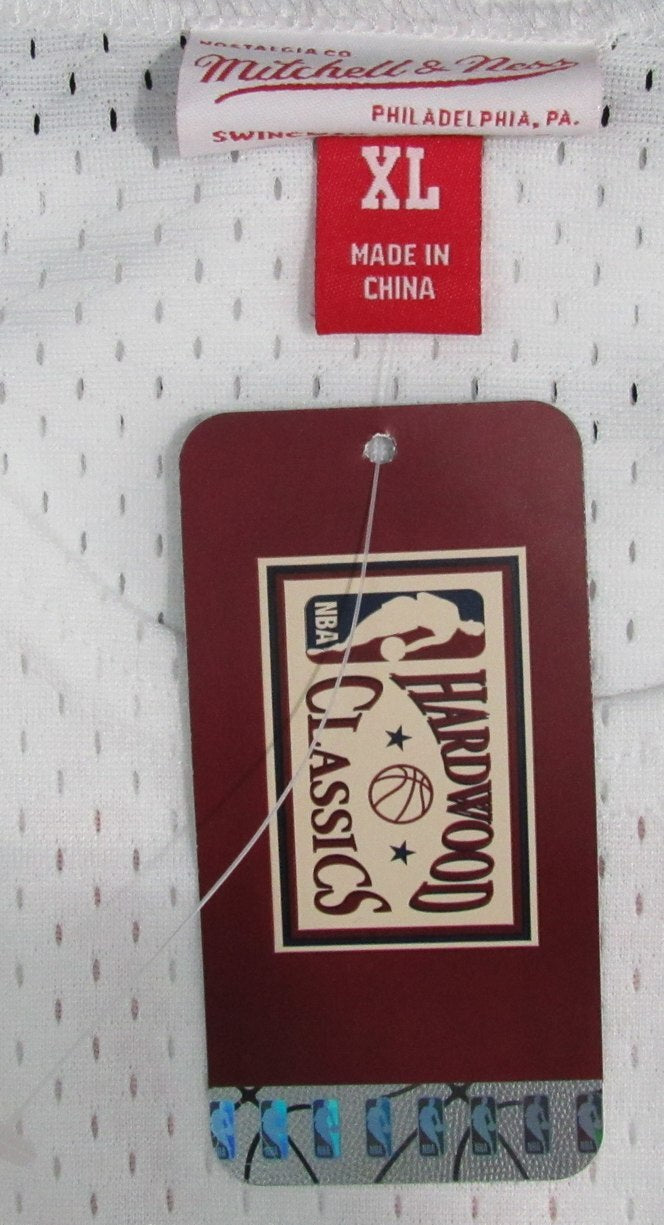 NOSTALGIA CO
Mitchell & Ness
PHILADELPHIA, PA.
XL
MADE IN
CHINA
NBA
HARDWOOD
CLASSICS